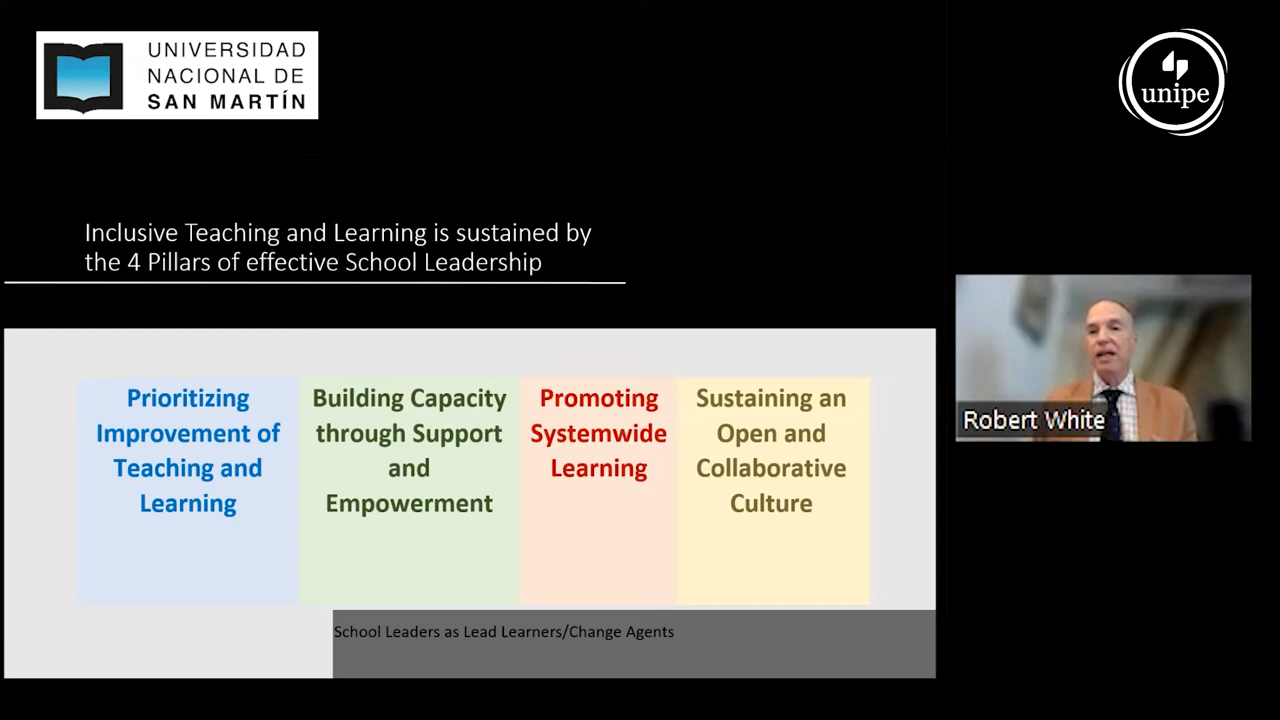 UNIVERSIDAD
NACIONAL DE
SAN MARTÍN
unipe
Inclusive Teaching and Learning is sustained by
the 4 Pillars of effective School Leadership
Prioritizing
Improvement of
Teaching and
Learning
Building Capacity
through Support
and
Empowerment
Promoting
Systemwide
Learning
Sustaining an
Open and
Collaborative
Culture
Robert White
School Leaders as Lead Learners/Change Agents